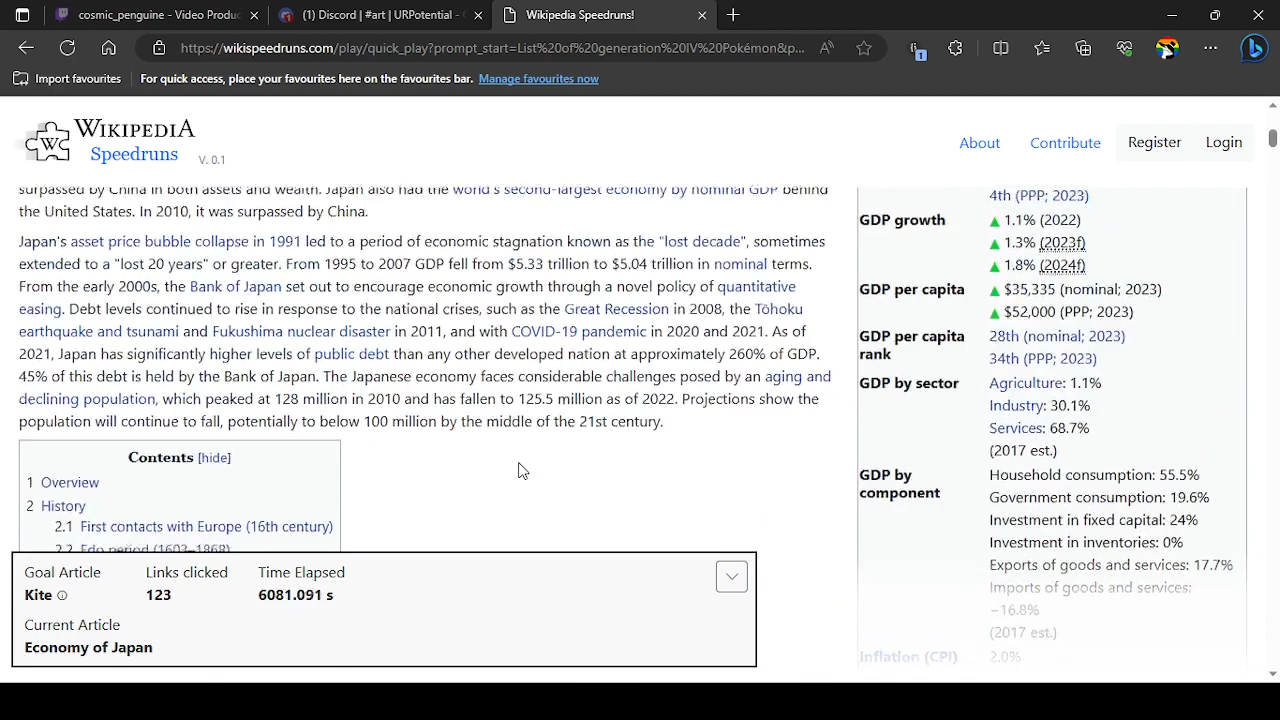 cosmic_penguine - Video Produc
(1) Discord | #art | URPotential -
Wikipedia Speedruns!
https://wikispeedruns.com/play/quick_play?prompt_start=List%20of%20generation%20IV%20Pokémon&p...
1
Import favourites
For quick access, place your favourites here on the favourites bar. Manage favourites now
WIKIPEDIA
Speedruns
V. 0.1
About
Contribute
Register
Login
surpassed by China in both assets and wealth. Japan also had the world's second-largest economy by nominal GDP behind
the United States. In 2010, it was surpassed by China.
Japan's asset price bubble collapse in 1991 led to a period of economic stagnation known as the "lost decade", sometimes
extended to a "lost 20 years" or greater. From 1995 to 2007 GDP fell from $5.33 trillion to $5.04 trillion in nominal terms.
From the early 2000s, the Bank of Japan set out to encourage economic growth through a novel policy of quantitative
easing. Debt levels continued to rise in response to the national crises, such as the Great Recession in 2008, the Tōhoku
earthquake and tsunami and Fukushima nuclear disaster in 2011, and with COVID-19 pandemic in 2020 and 2021. As of
2021, Japan has significantly higher levels of public debt than any other developed nation at approximately 260% of GDP.
45% of this debt is held by the Bank of Japan. The Japanese economy faces considerable challenges posed by an aging and
declining population, which peaked at 128 million in 2010 and has fallen to 125.5 million as of 2022. Projections show the
population will continue to fall, potentially to below 100 million by the middle of the 21st century.
Contents [hide]
1 Overview
2 History
2.1 First contacts with Europe (16th century)
2.2 Edo period (1603–1868)
4th (PPP; 2023)
GDP growth
▲ 1.1% (2022)
▲ 1.3% (2023f)
▲ 1.8% (2024f)
GDP per capita
▲ $35,335 (nominal; 2023)
▲ $52,000 (PPP; 2023)
GDP per capita
rank
28th (nominal; 2023)
34th (PPP; 2023)
GDP by sector
Agriculture: 1.1%
Industry: 30.1%
Services: 68.7%
(2017 est.)
GDP by
component
Household consumption: 55.5%
Government consumption: 19.6%
Investment in fixed capital: 24%
Investment in inventories: 0%
Exports of goods and services: 17.7%
Imports of goods and services:
−16.8%
(2017 est.)
Inflation (CPI)
2.0%
Goal Article
Links clicked
Time Elapsed
Kite
123
6081.091 s
Current Article
Economy of Japan